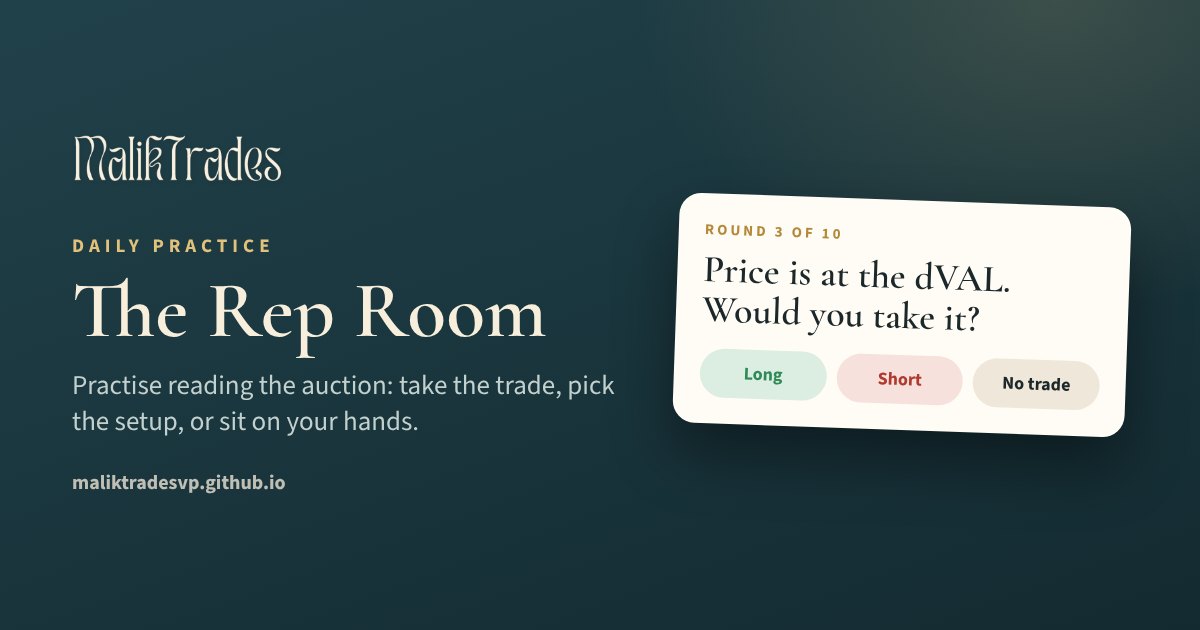 MalikTrades
DAILY PRACTICE
The Rep Room
Practise reading the auction: take the trade, pick
the setup, or sit on your hands.
maliktradesvp.github.io
ROUND 3 OF 10
Price is at the dVAL.
Would you take it?
Long
Short
No trade